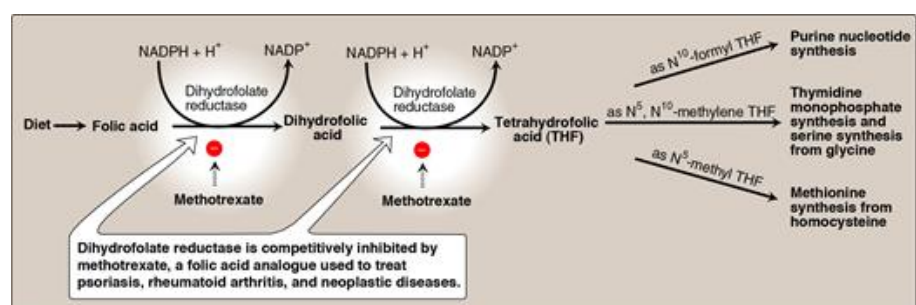 NADPH + H⁺
NADP⁺
NADPH + H⁺
NADP⁺
Dihydrofolate
reductase
Dihydrofolate
reductase
Diet
Folic acid
Dihydrofolic
acid
Tetrahydrofolic
acid (THF)
−
Methotrexate
−
Methotrexate
as N¹⁰-formyl THF
Purine nucleotide
synthesis
as N⁵, N¹⁰-methylene THF
Thymidine
monophosphate
synthesis and
serine synthesis
from glycine
as N⁵-methyl THF
Methionine
synthesis from
homocysteine
Dihydrofolate reductase is competitively inhibited by
methotrexate, a folic acid analogue used to treat
psoriasis, rheumatoid arthritis, and neoplastic diseases.